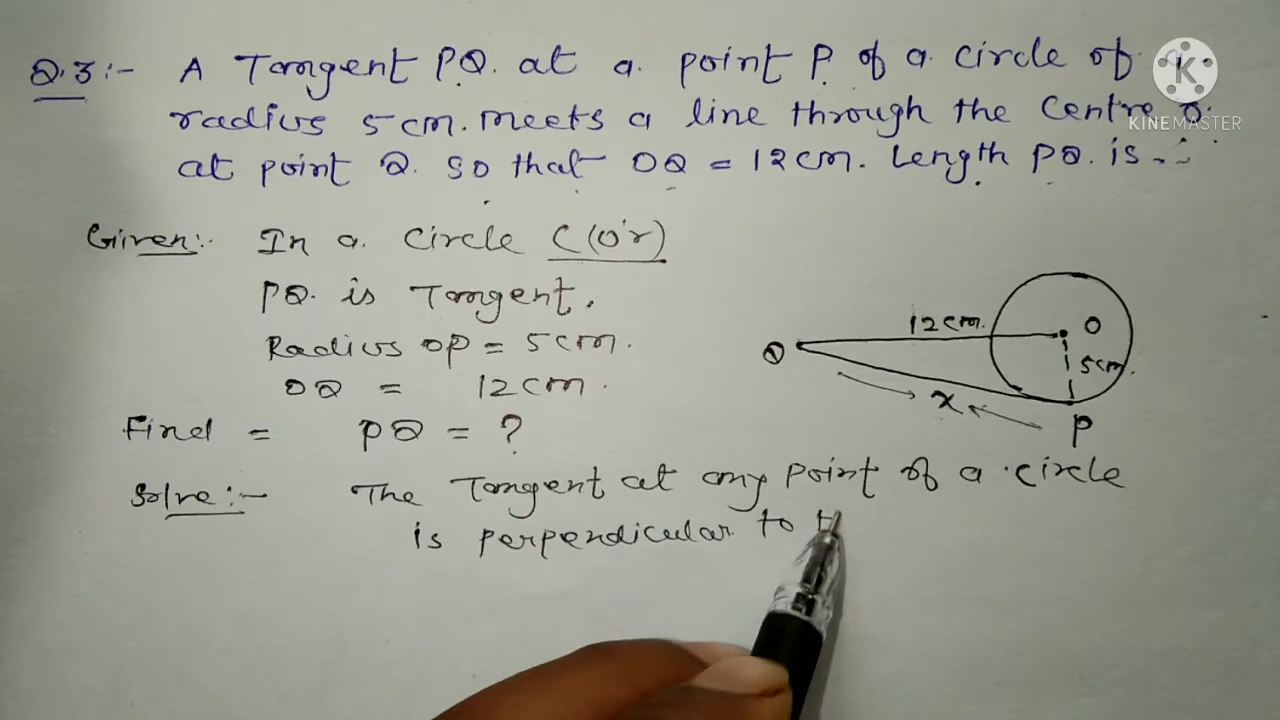 Q.3:- A Tangent PQ. at a point P of a circle of
radius 5cm. meets a line through the Centre O.
at point Q. so that OQ = 12cm. Length PQ. is..
K
KINEMASTER
Given:- In a circle C(O'r)
PQ. is Tangent.
Radius OP = 5cm.
OQ = 12cm.
Find = PQ = ?
Solve:- The Tangent at any point of a circle
is perpendicular to
12cm.
O
Q
5cm.
x
P